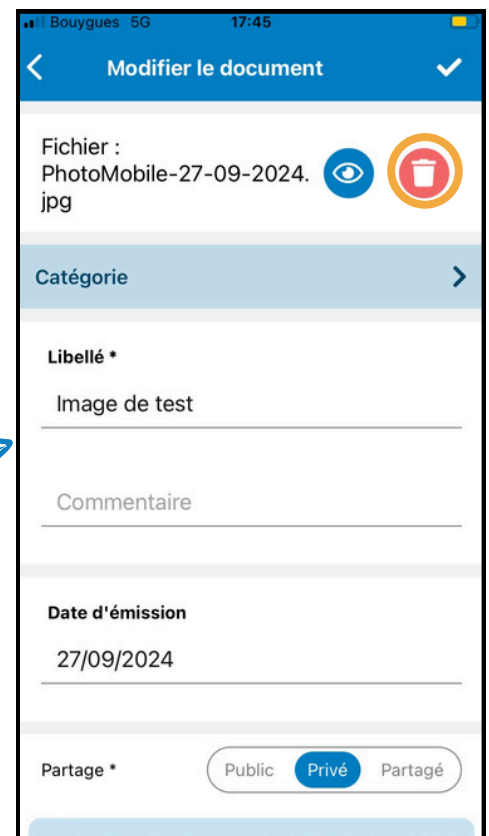 Bouygues 5G 17:45
Modifier le document
Fichier :
PhotoMobile-27-09-2024.
jpg
Catégorie
Libellé *
Image de test
Commentaire
Date d'émission
27/09/2024
Partage * Public Privé Partagé